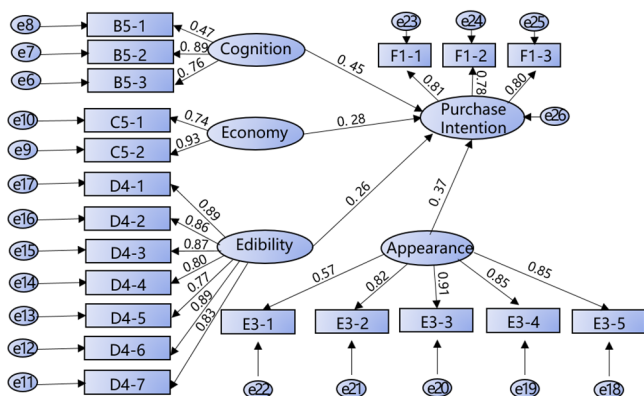 e8 B5-1 0.47
e7 B5-2 0.89 Cognition
e6 B5-3 0.76
e23 e24 e25
F1-1 F1-2 F1-3
0.81 0.78 0.80
0.45
Purchase
Intention
e26
e10 C5-1 0.74
Economy 0.28
e9 C5-2 0.93
e17 D4-1 0.89
e16 D4-2 0.86
e15 D4-3 0.87 Edibility 0.26
e14 D4-4 0.80
e13 D4-5 0.77
e12 D4-6 0.89
e11 D4-7 0.83
0.37
Appearance
0.57 0.82 0.91 0.85 0.85
E3-1 E3-2 E3-3 E3-4 E3-5
e22 e21 e20 e19 e18